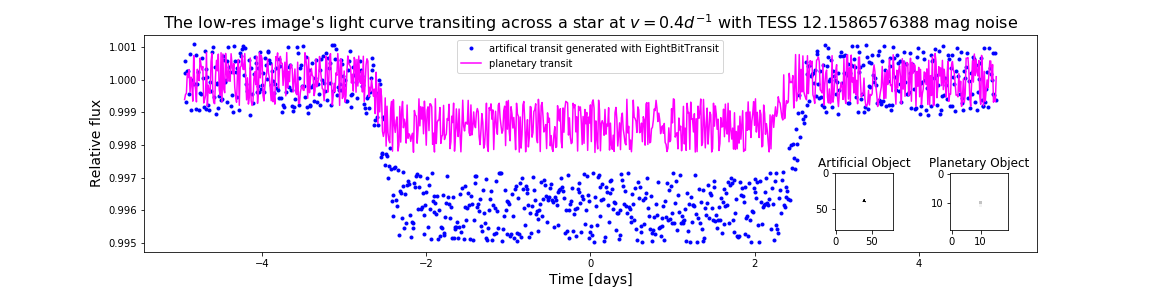 The low-res image's light curve transiting across a star at v = 0.4d⁻¹ with TESS 12.1586576388 mag noise
artifical transit generated with EightBitTransit
planetary transit
Relative flux
1.001
1.000
0.999
0.998
0.997
0.996
0.995
Artificial Object
0
50
0 50
Planetary Object
0
10
0 10
−4 −2 0 2 4
Time [days]